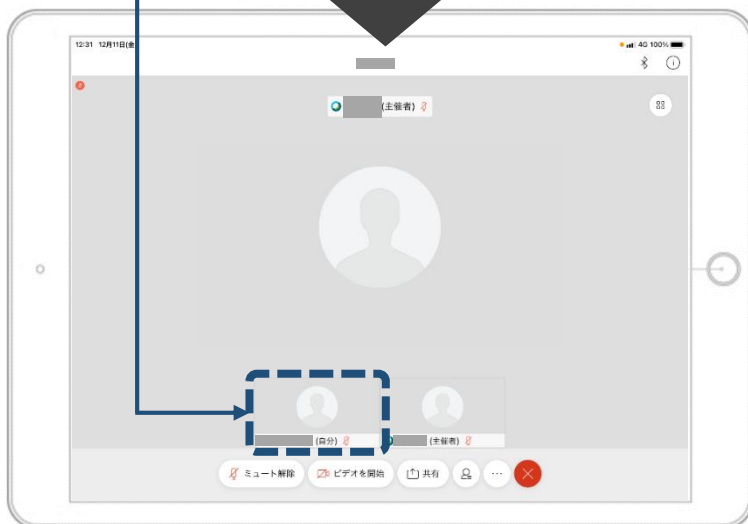 12:31 12月11日(金
4G 100%
(主催者)
(自分)
(主催者)
ミュート解除
ビデオを開始
共有